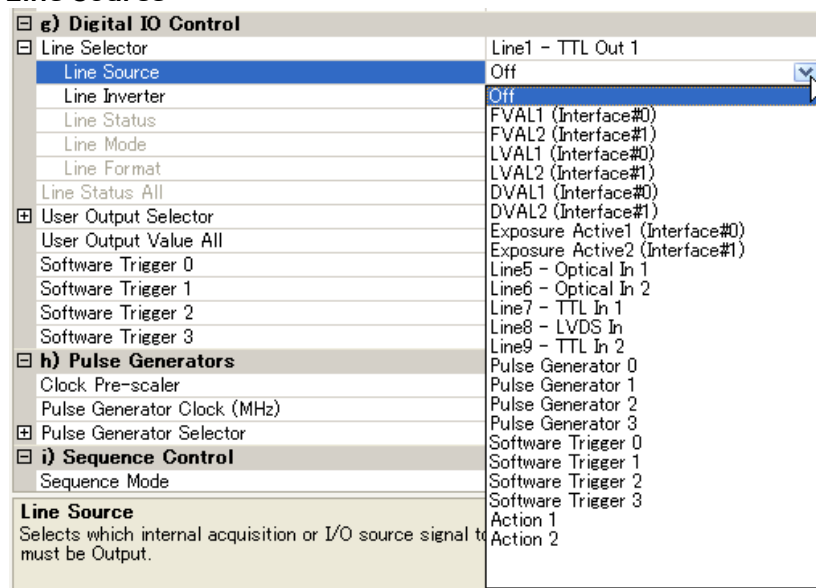 Line Source
g) Digital IO Control
Line Selector Line1 - TTL Out 1
Line Source Off
Line Inverter
Line Status
Line Mode
Line Format
Line Status All
User Output Selector
User Output Value All
Software Trigger 0
Software Trigger 1
Software Trigger 2
Software Trigger 3
h) Pulse Generators
Clock Pre-scaler
Pulse Generator Clock (MHz)
Pulse Generator Selector
i) Sequence Control
Sequence Mode
Off
FVAL1 (Interface#0)
FVAL2 (Interface#1)
LVAL1 (Interface#0)
LVAL2 (Interface#1)
DVAL1 (Interface#0)
DVAL2 (Interface#1)
Exposure Active1 (Interface#0)
Exposure Active2 (Interface#1)
Line5 - Optical In 1
Line6 - Optical In 2
Line7 - TTL In 1
Line8 - LVDS In
Line9 - TTL In 2
Pulse Generator 0
Pulse Generator 1
Pulse Generator 2
Pulse Generator 3
Software Trigger 0
Software Trigger 1
Software Trigger 2
Software Trigger 3
Action 1
Action 2
Line Source
Selects which internal acquisition or I/O source signal to
must be Output.